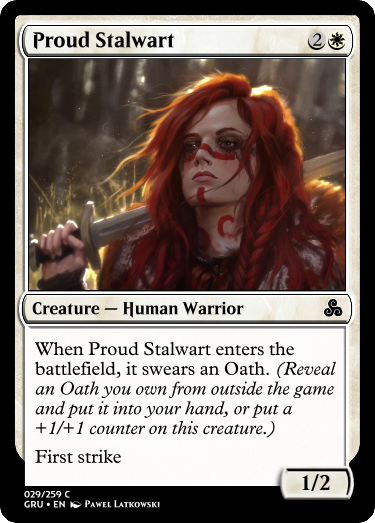 Proud Stalwart 2
Creature — Human Warrior
When Proud Stalwart enters the
battlefield, it swears an Oath. (Reveal
an Oath you own from outside the game
and put it into your hand, or put a
+1/+1 counter on this creature.)
First strike
1/2
029/259 C
GRU • EN Pawel Latkowski